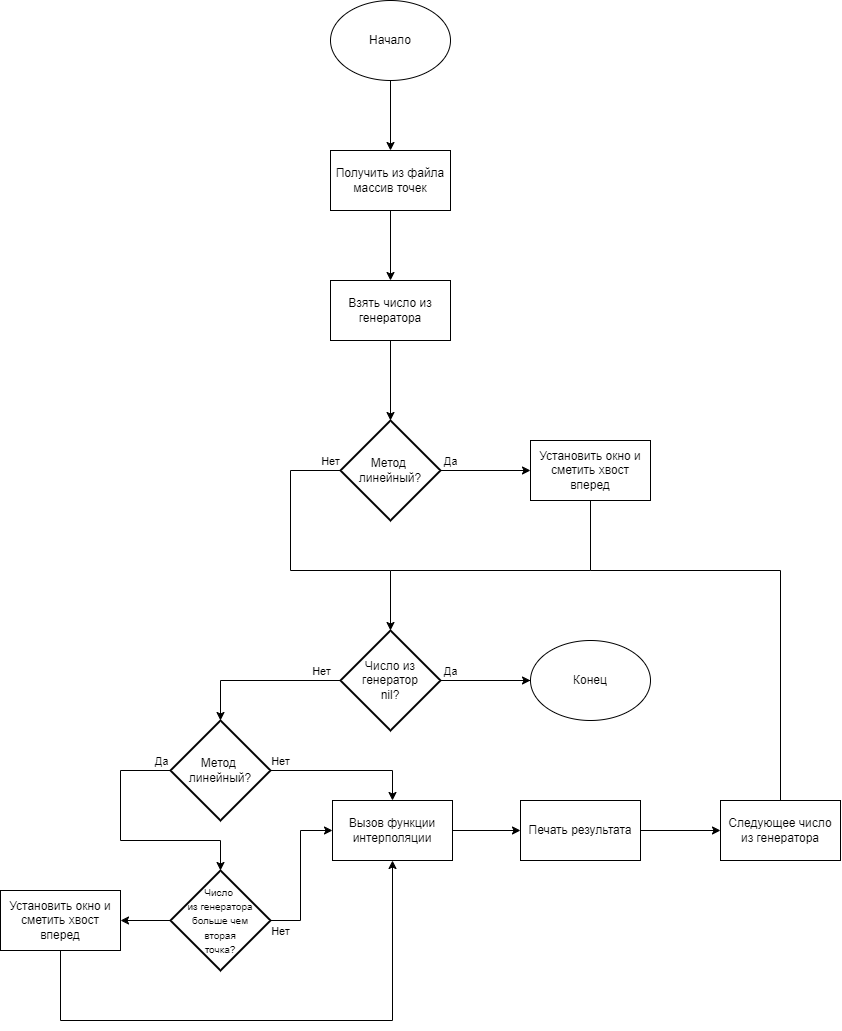 Начало
Получить из файла
массив точек
Взять число из
генератора
Нет
Метод
линейный?
Да
Установить окно и
сметить хвост
вперед
Нет
Число из
генератор
nil?
Да
Конец
Да
Метод
линейный?
Нет
Вызов функции
интерполяции
Печать результата
Следующее число
из генератора
Установить окно и
сметить хвост
вперед
Число
из генератора
больше чем
вторая
точка?
Нет